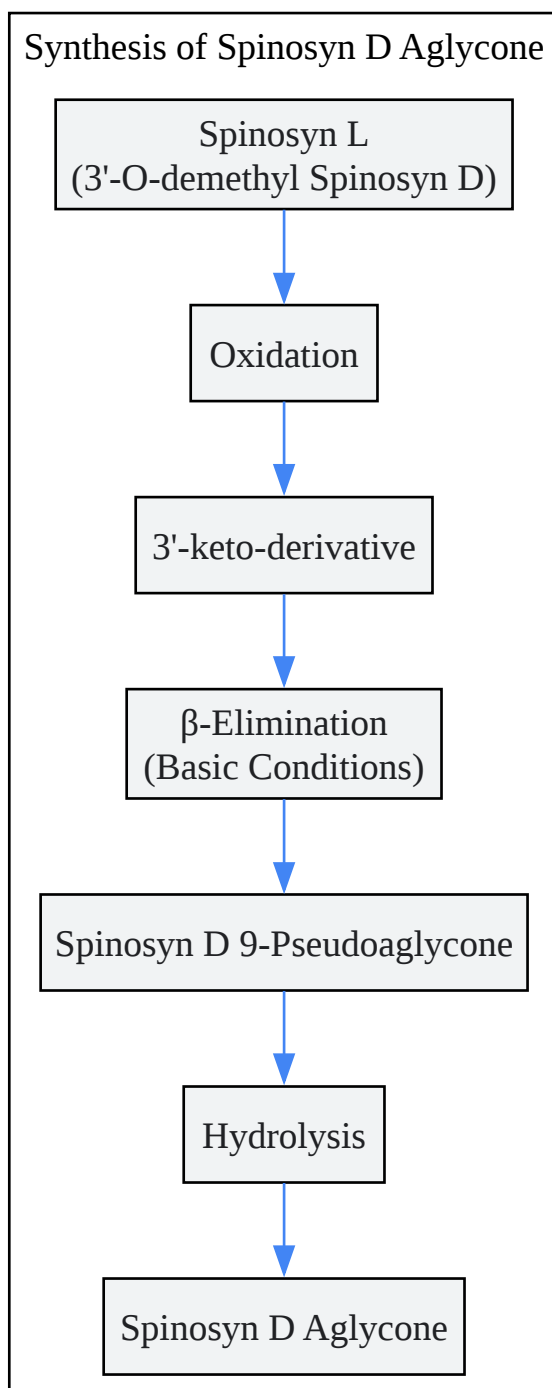 Synthesis of Spinosyn D Aglycone
Spinosyn L
(3'-O-demethyl Spinosyn D)
Oxidation
3'-keto-derivative
β-Elimination
(Basic Conditions)
Spinosyn D 9-Pseudoaglycone
Hydrolysis
Spinosyn D Aglycone